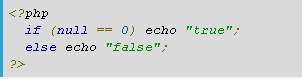 <?php
if (null == 0) echo "true";
else echo "false";
?>